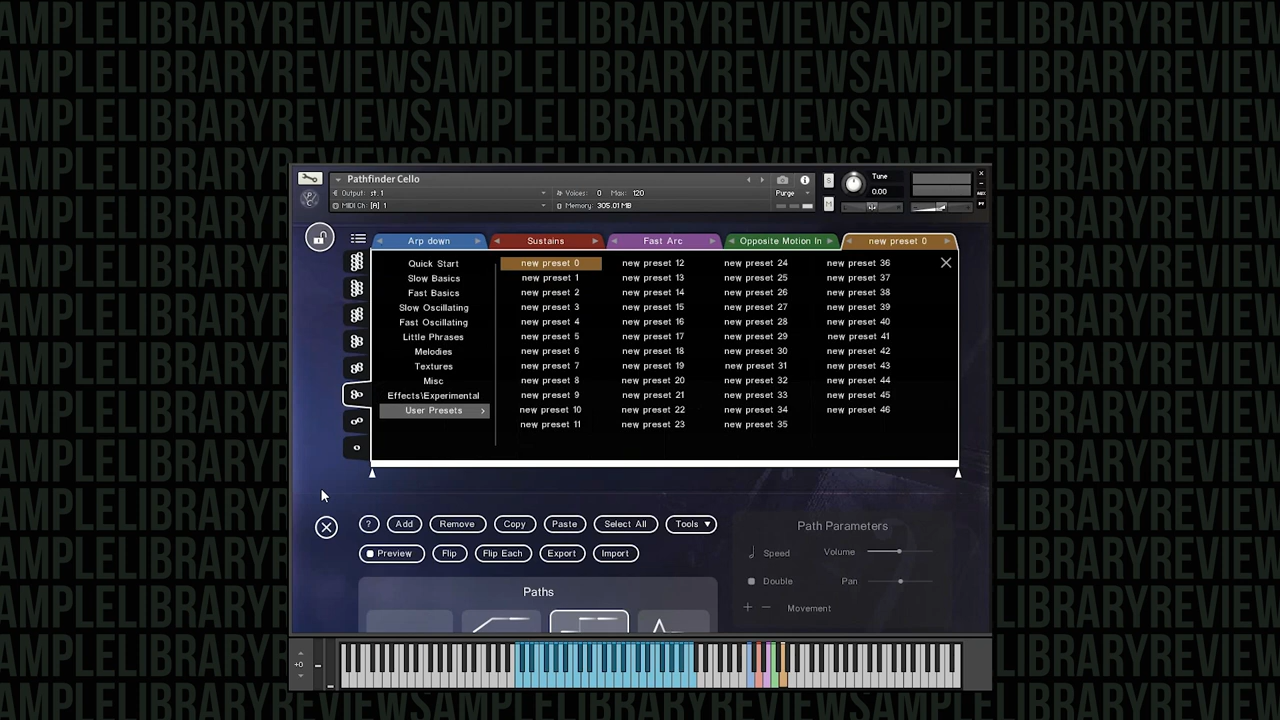 AMPLELIBRARYREVIEWSAMPLELIBRARYREVIEWSAMPLELIBRARYREVIEWS
Pathfinder Cello
Output: st.1
Voices: 0 Max: 120
Purge
MIDI Ch: [A] 1
Memory: 305.01 MB
S
M
Tune
0.00
Arp down
Sustains
Fast Arc
Opposite Motion In
new preset 0
Quick Start
Slow Basics
Fast Basics
Slow Oscillating
Fast Oscillating
Little Phrases
Melodies
Textures
Misc
Effects\Experimental
User Presets >
new preset 0
new preset 1
new preset 2
new preset 3
new preset 4
new preset 5
new preset 6
new preset 7
new preset 8
new preset 9
new preset 10
new preset 11
new preset 12
new preset 13
new preset 14
new preset 15
new preset 16
new preset 17
new preset 18
new preset 19
new preset 20
new preset 21
new preset 22
new preset 23
new preset 24
new preset 25
new preset 26
new preset 27
new preset 28
new preset 29
new preset 30
new preset 31
new preset 32
new preset 33
new preset 34
new preset 35
new preset 36
new preset 37
new preset 38
new preset 39
new preset 40
new preset 41
new preset 42
new preset 43
new preset 44
new preset 45
new preset 46
? Add Remove Copy Paste Select All Tools
Preview Flip Flip Each Export Import
Paths
Path Parameters
Speed Volume
Double Pan
+ − Movement
+0